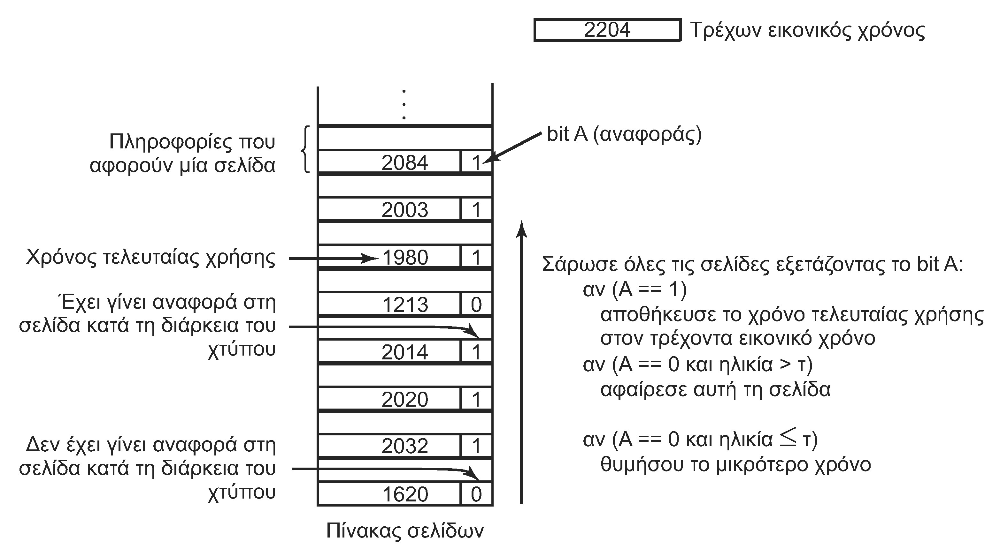 2204 Τρέχων εικονικός χρόνος
Πληροφορίες που
αφορούν μία σελίδα
bit A (αναφοράς)
2084 1
2003 1
Χρόνος τελευταίας χρήσης
1980 1
Έχει γίνει αναφορά στη
σελίδα κατά τη διάρκεια του
χτύπου
1213 0
2014 1
2020 1
Δεν έχει γίνει αναφορά στη
σελίδα κατά τη διάρκεια του
χτύπου
2032 1
1620 0
Πίνακας σελίδων
Σάρωσε όλες τις σελίδες εξετάζοντας το bit A:
αν (A == 1)
αποθήκευσε το χρόνο τελευταίας χρήσης
στον τρέχοντα εικονικό χρόνο
αν (A == 0 και ηλικία > τ)
αφαίρεσε αυτή τη σελίδα
αν (A == 0 και ηλικία ≤ τ)
θυμήσου το μικρότερο χρόνο